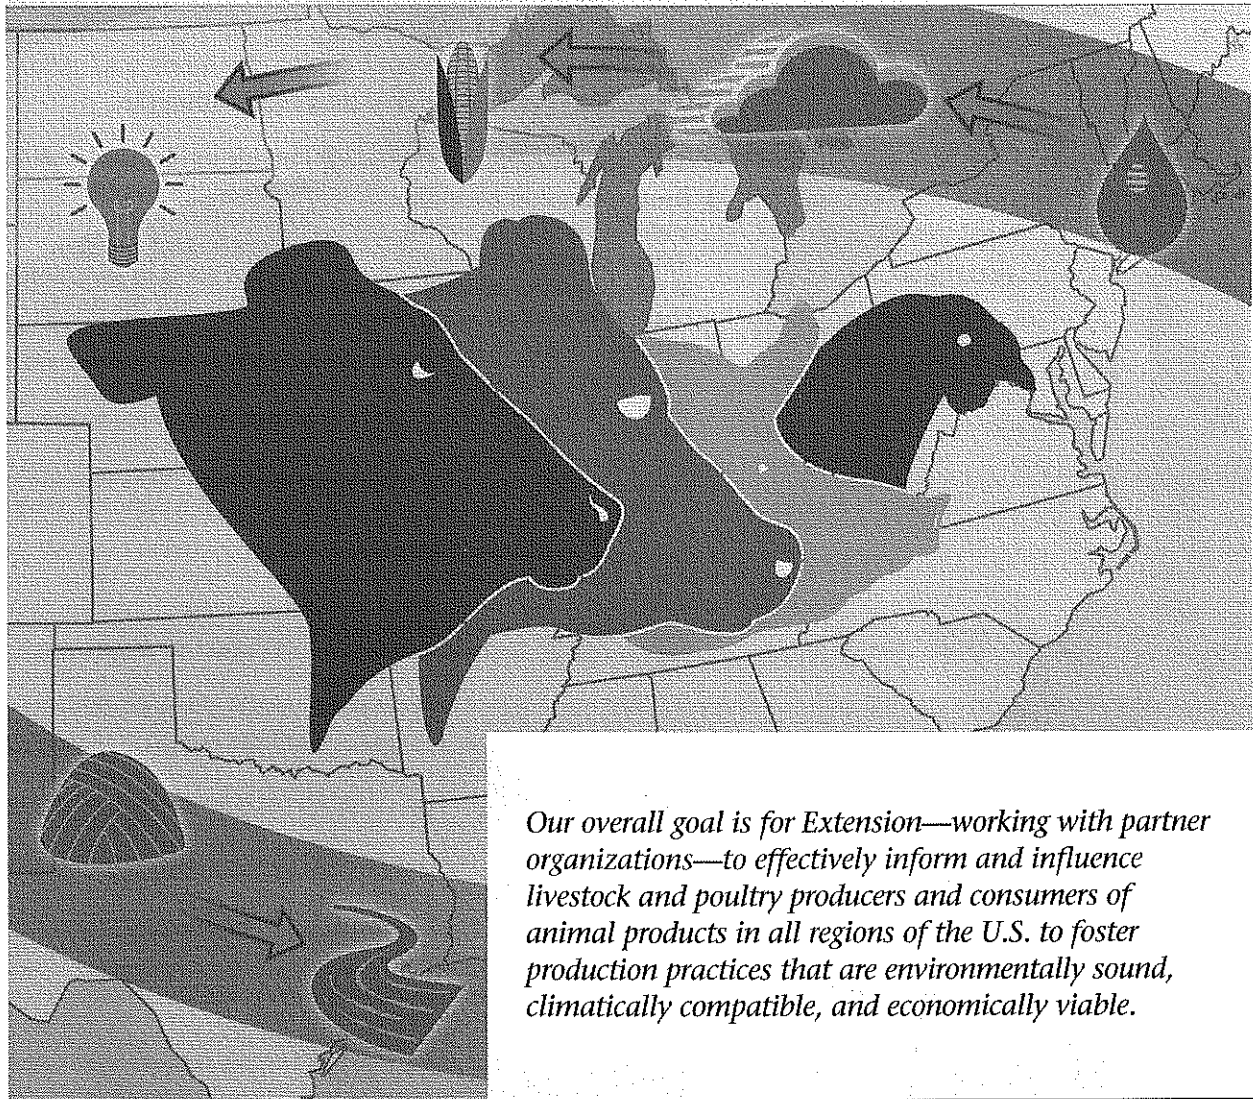 Our overall goal is for Extension—working with partner
organizations—to effectively inform and influence
livestock and poultry producers and consumers of
animal products in all regions of the U.S. to foster
production practices that are environmentally sound,
climatically compatible, and economically viable.